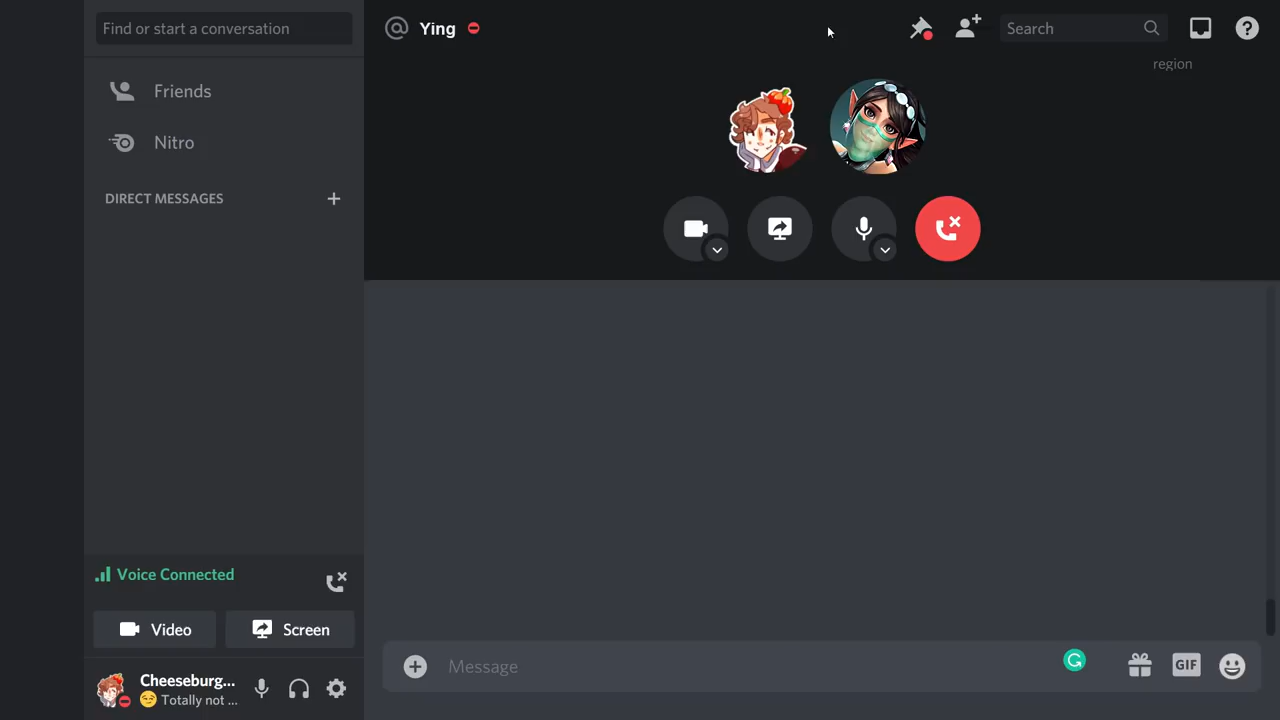 Find or start a conversation
Ying
Search
region
Friends
Nitro
DIRECT MESSAGES
Voice Connected
Video
Screen
Cheeseburg...
Totally not ...
Message
GIF